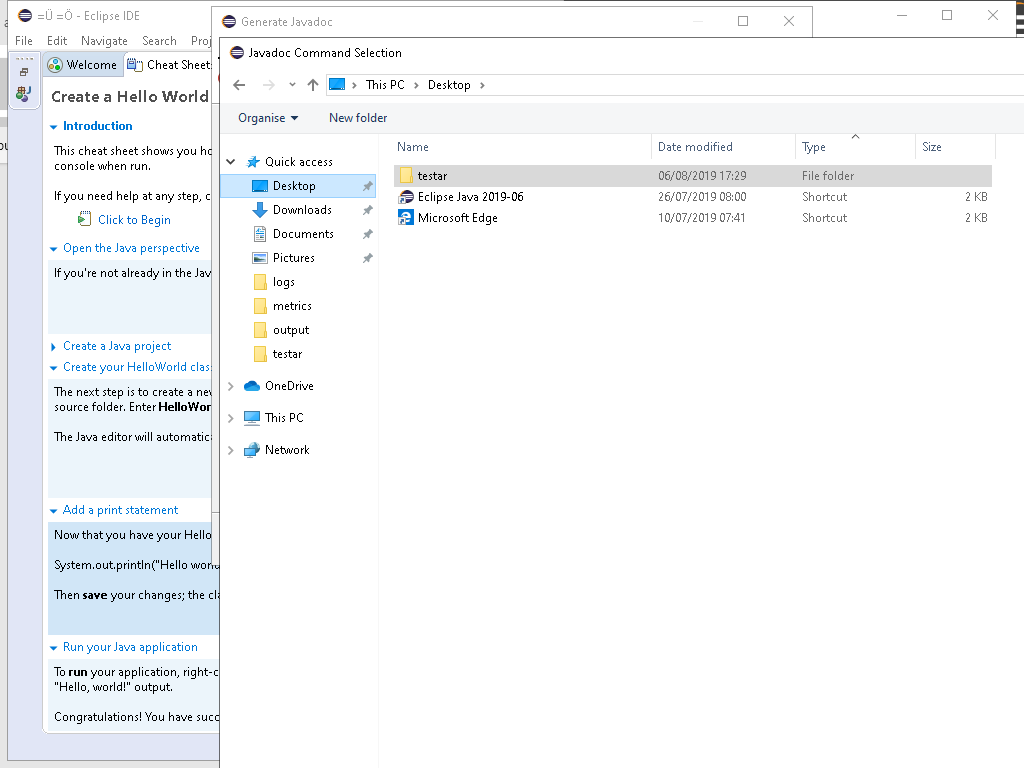 =Ü =Ö - Eclipse IDE
File Edit Navigate Search Proj
Welcome
Cheat Sheet
Create a Hello World
Introduction
This cheat sheet shows you ho
console when run.
If you need help at any step, c
Click to Begin
Open the Java perspective
If you're not already in the Jav
Create a Java project
Create your HelloWorld clas
The next step is to create a nev
source folder. Enter HelloWor
The Java editor will automatica
Add a print statement
Now that you have your Hello
System.out.println("Hello world
Then save your changes; the cla
Run your Java application
To run your application, right-c
"Hello, world!" output.
Congratulations! You have succ
Generate Javadoc
Javadoc Command Selection
This PC > Desktop >
Organise New folder
Quick access
Desktop
Downloads
Documents
Pictures
logs
metrics
output
testar
OneDrive
This PC
Network
Name Date modified Type Size
testar 06/08/2019 17:29 File folder
Eclipse Java 2019-06 26/07/2019 08:00 Shortcut 2 KB
Microsoft Edge 10/07/2019 07:41 Shortcut 2 KB